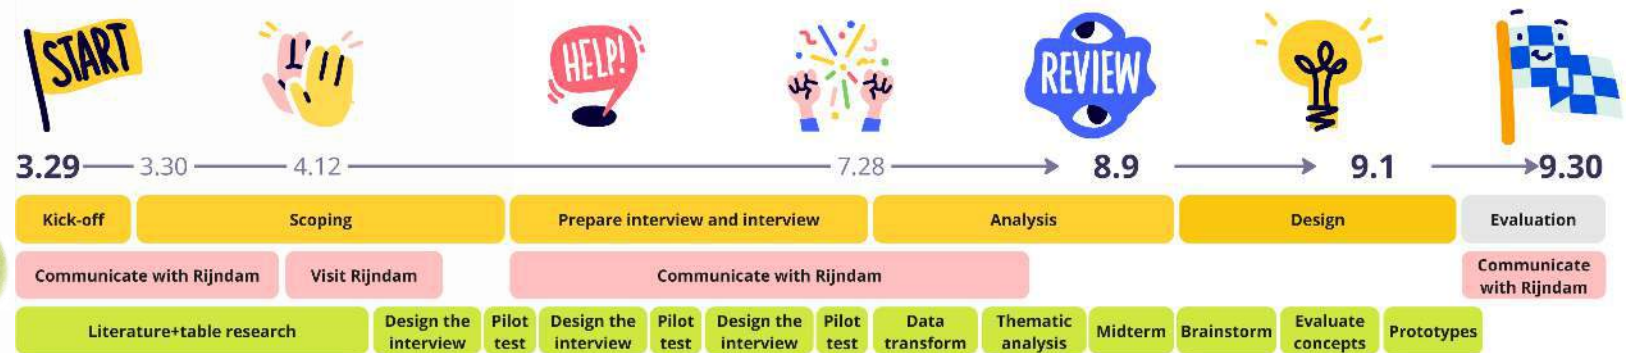 START
HELP!
REVIEW
3.29 3.30 4.12 7.28 8.9 9.1 9.30
Kick-off Scoping Prepare interview and interview Analysis Design Evaluation
Communicate with Rijndam Visit Rijndam Communicate with Rijndam Communicate
with Rijndam
Literature+table research
Design the
interview
Pilot
test
Design the
interview
Pilot
test
Design the
interview
Pilot
test
Data
transform
Thematic
analysis
Midterm
Brainstorm
Evaluate
concepts
Prototypes